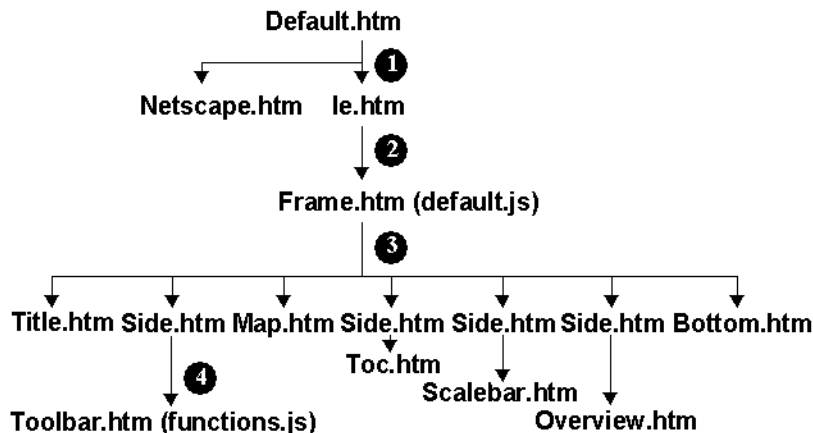 Default.htm
1
Netscape.htm Ie.htm
2
Frame.htm (default.js)
3
Title.htm Side.htm Map.htm Side.htm Side.htm Side.htm Bottom.htm
Toc.htm
4
Scalebar.htm
Toolbar.htm (functions.js) Overview.htm